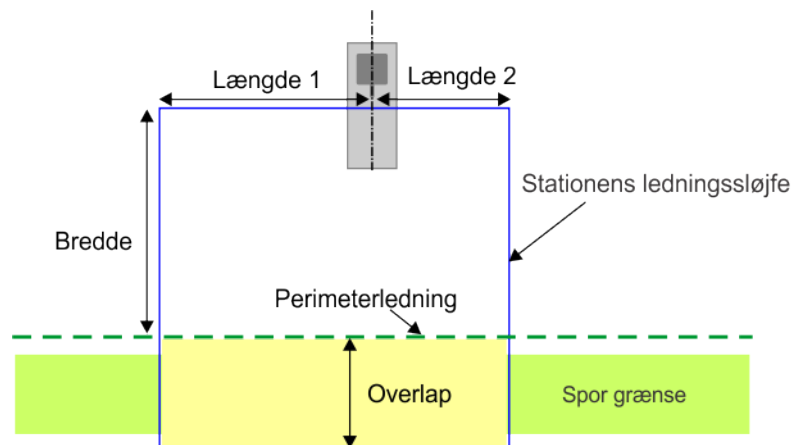 Længde 1
Længde 2
Stationens ledningssløjfe
Bredde
Perimeterledning
Overlap
Spor grænse